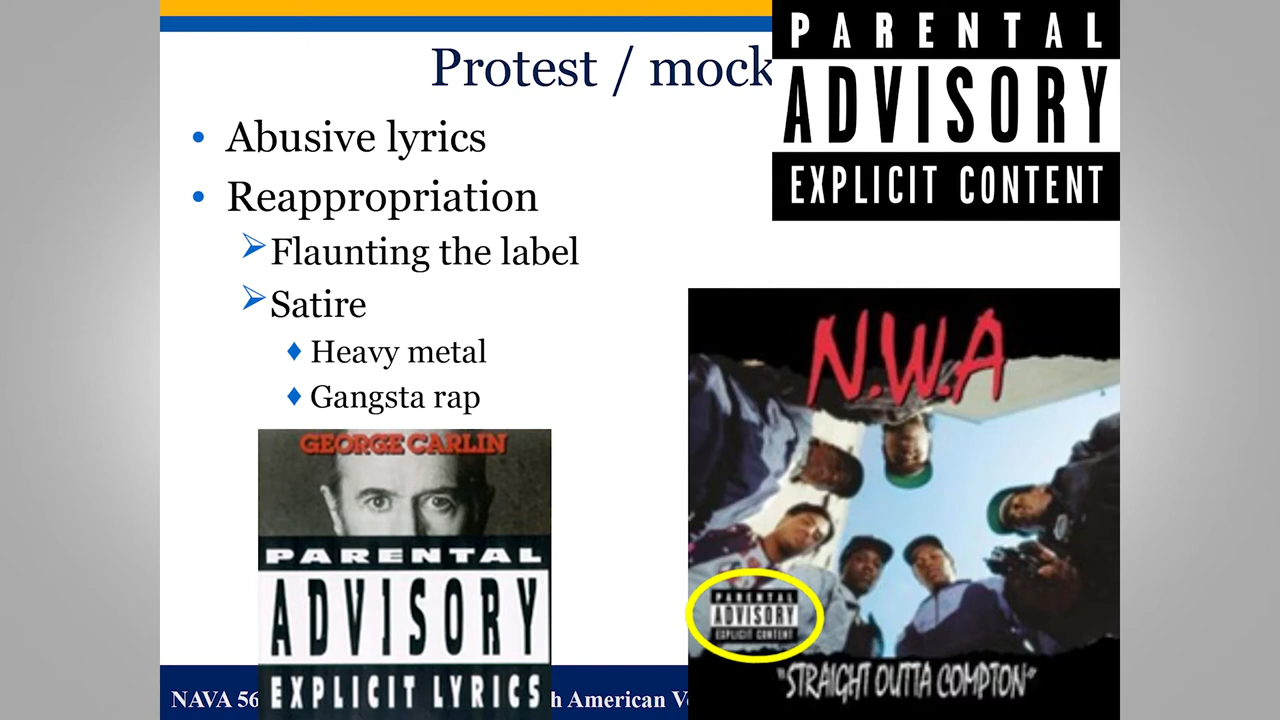 Protest / mock
PARENTAL
ADVISORY
EXPLICIT CONTENT
• Abusive lyrics
• Reappropriation
➢ Flaunting the label
➢ Satire
♦ Heavy metal
♦ Gangsta rap
GEORGE CARLIN
PARENTAL
ADVISORY
EXPLICIT LYRICS
N.W.A
PARENTAL
ADVISORY
EXPLICIT CONTENT
"STRAIGHT OUTTA COMPTON"
NAVA 56
h American Ve